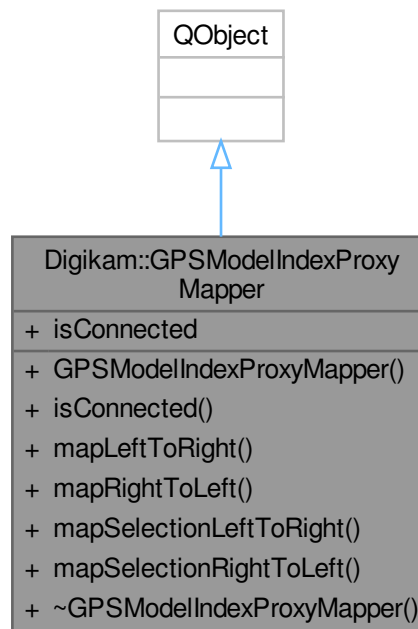 QObject
Digikam::GPSModelIndexProxy
Mapper
+ isConnected
+ GPSModelIndexProxyMapper()
+ isConnected()
+ mapLeftToRight()
+ mapRightToLeft()
+ mapSelectionLeftToRight()
+ mapSelectionRightToLeft()
+ ~GPSModelIndexProxyMapper()